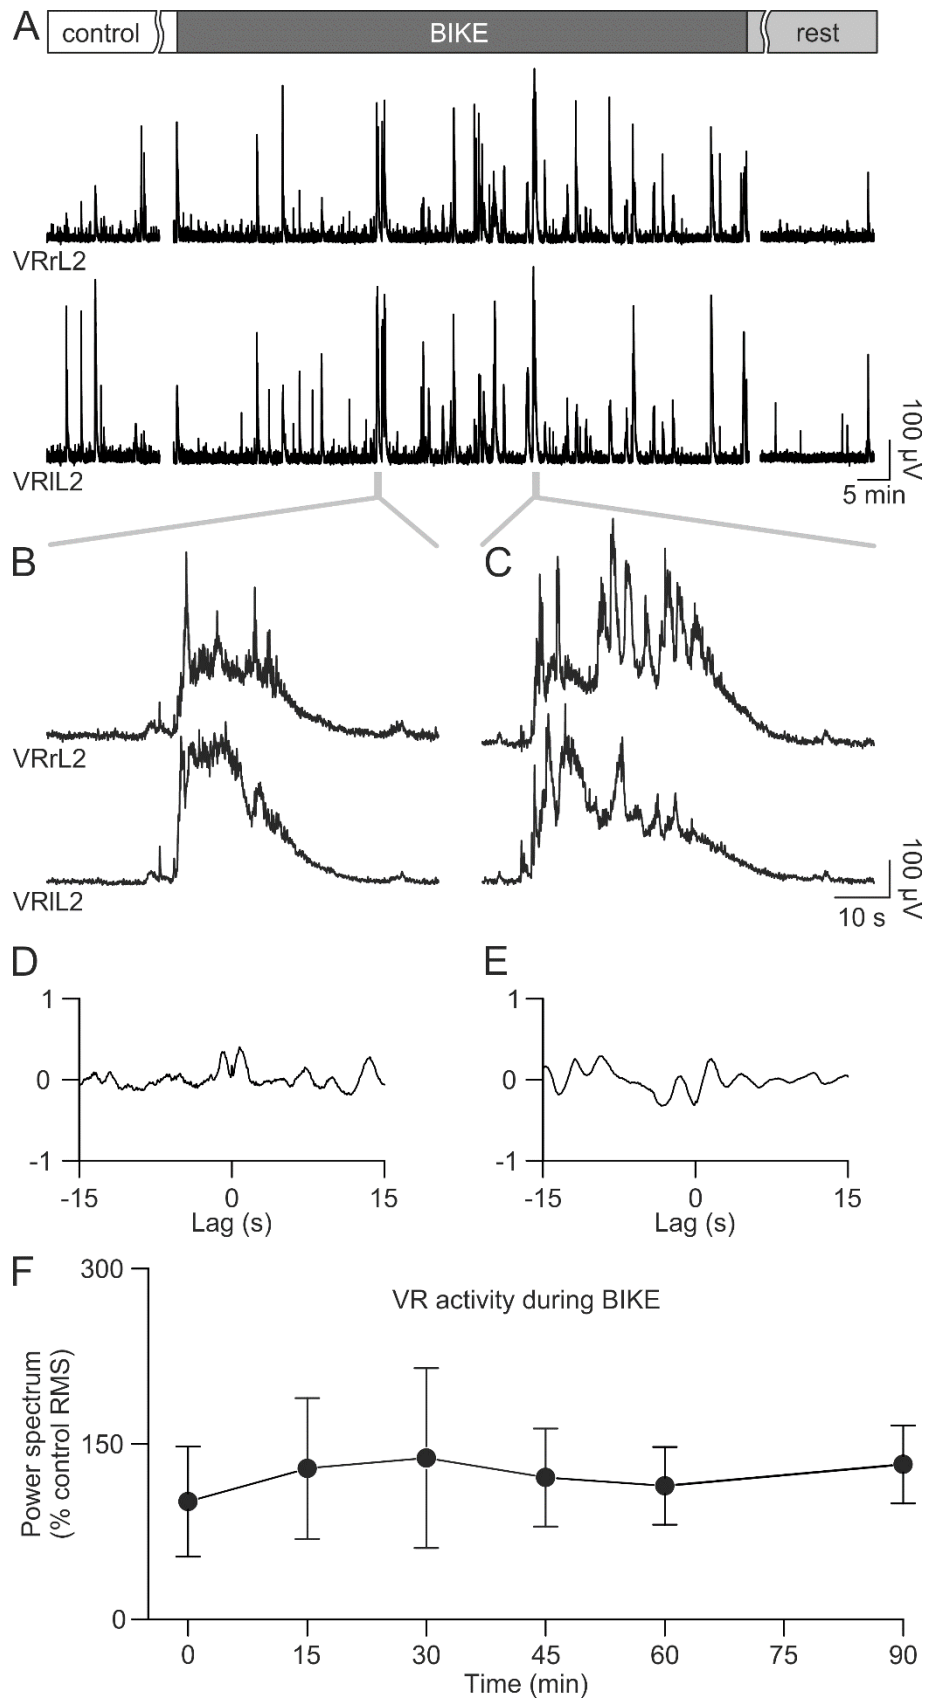 A
control
BIKE
rest
VRrL2
VRlL2
100 µV
5 min
B
C
VRrL2
VRlL2
100 µV
10 s
D
E
1
0
-1
-15
0
15
Lag (s)
1
0
-1
-15
0
15
Lag (s)
F
VR activity during BIKE
Power spectrum
(% control RMS)
300
150
0
0
15
30
45
60
75
90
Time (min)